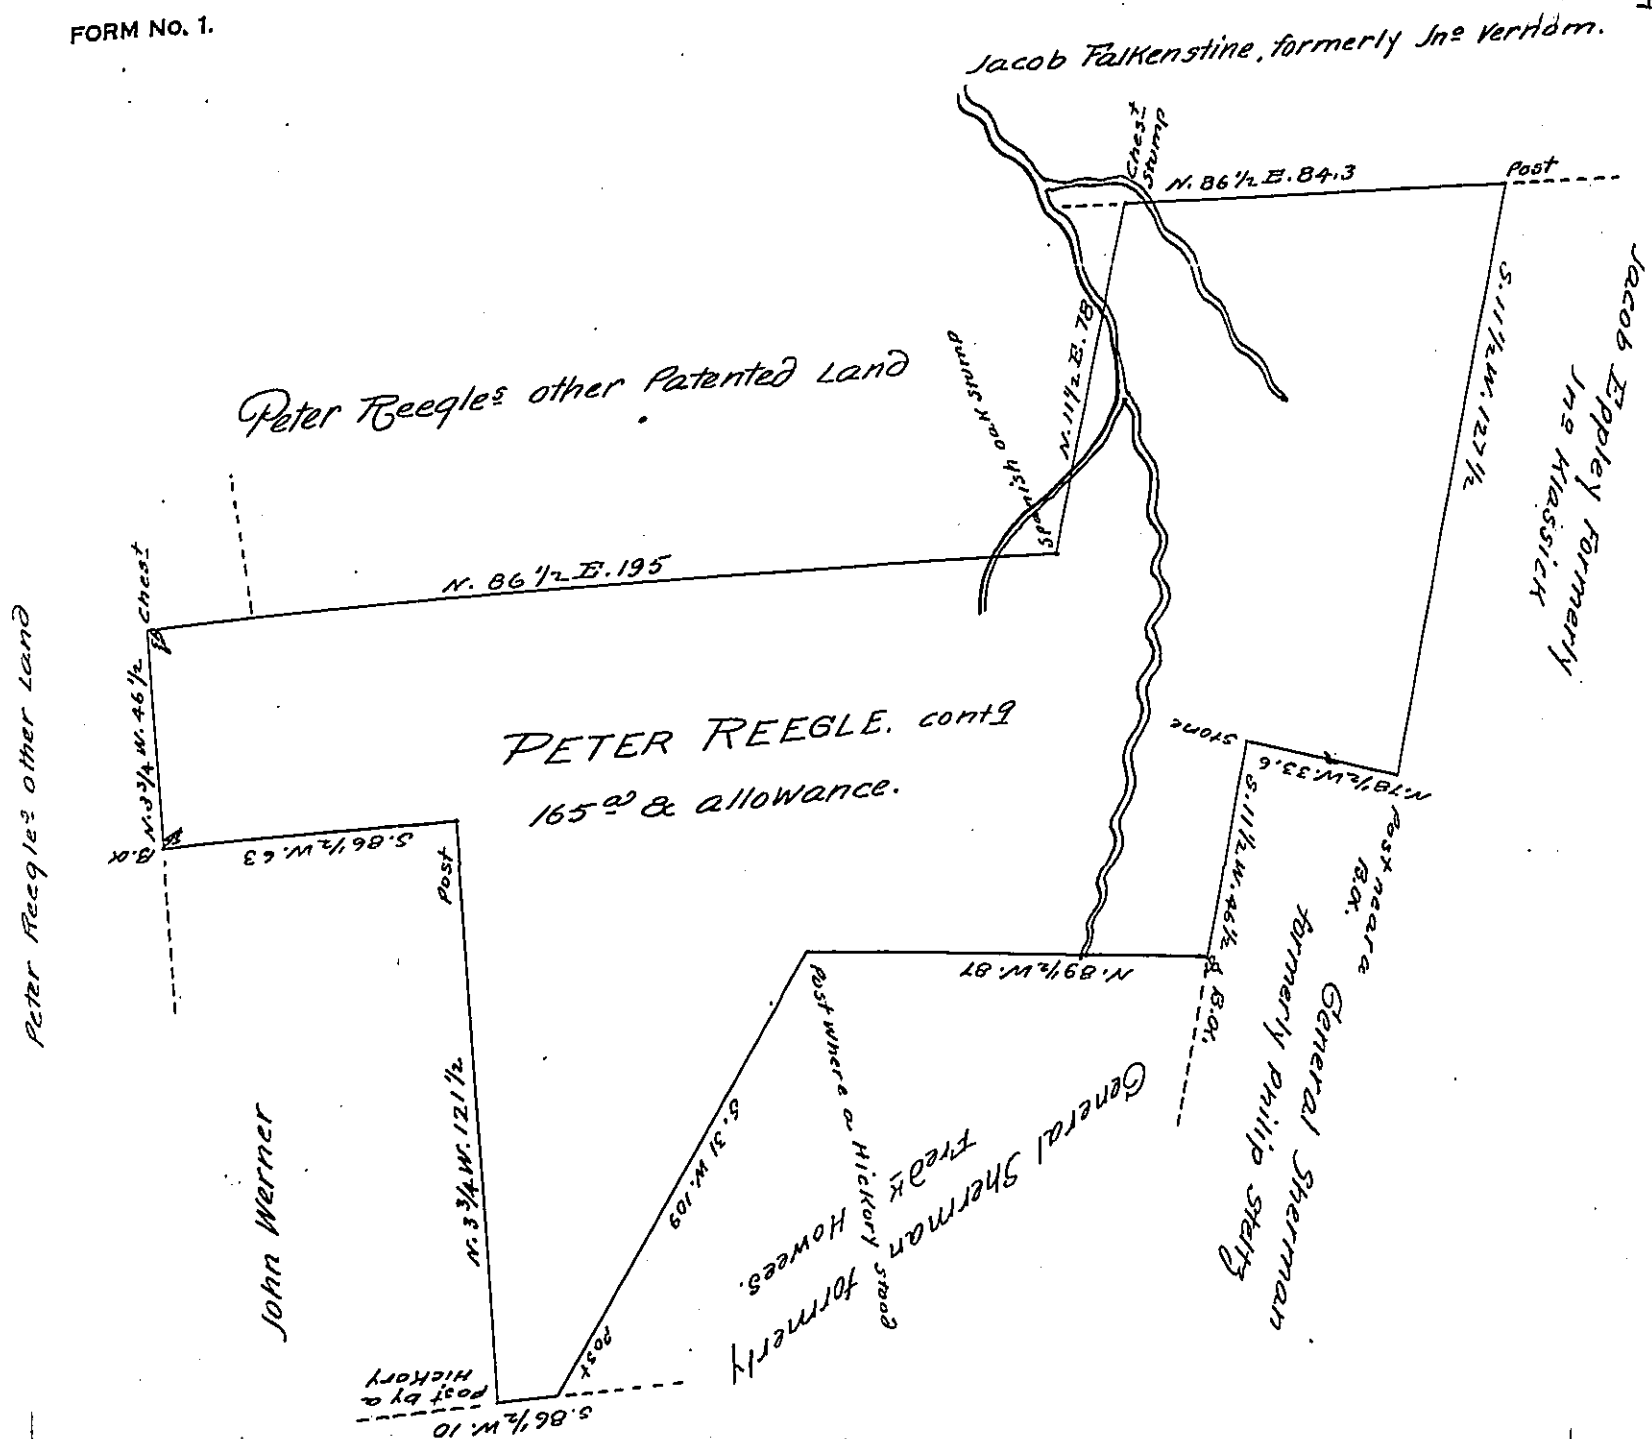 FORM No. 1.
Jacob Falkenstine, formerly Jnº Verndom.
Chest
Stump
N. 86 1/2 E. 84.3
Post
S. 11 1/2 W. 127 1/2
Jacob Eppley Formerly
Jnº Klassick
N. 11 1/2 E. 78
Spanish oak Stump
Peter Reegleˢ other Patented Land
N. 86 1/2 E. 195
Chest
N. 3 3/4 W. 46 1/2
Peter Reegleˢ other Land
PETER REEGLE. contg
165 a & allowance.
B.O.
S. 86 1/2 W. 63
Post
Stone
N. 78 1/2 W. 33.6
Post near a
B.O.
S. 11 1/2 W. 46 1/2
B.O.
General Sherman
formerly Philip Steltz
N. 89 1/2 W. 87
Post where a Hickory stood
S. 31 W. 109
General Sherman formerly
Fredᵏ Howees.
N. 3 3/4 W. 121 1/2
John Werner
Post
Post by a
Hickory
S. 86 1/2 W. 10